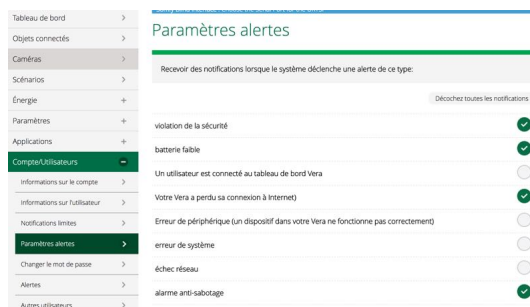 Tableau de bord
Objets connectés
Caméras
Scénarios
Énergie
Paramètres
Applications
Compte/Utilisateurs
Informations sur le compte
Informations sur l'utilisateur
Notifications limites
Paramètres alertes
Changer le mot de passe
Alertes
Autres utilisateurs
Paramètres alertes
Recevoir des notifications lorsque le système déclenche une alerte de ce type:
Décochez toutes les notifications
violation de la sécurité
batterie faible
Un utilisateur est connecté au tableau de bord Vera
Votre Vera a perdu sa connexion à Internet)
Erreur de périphérique (un dispositif dans votre Vera ne fonctionne pas correctement)
erreur de système
échec réseau
alarme anti-sabotage